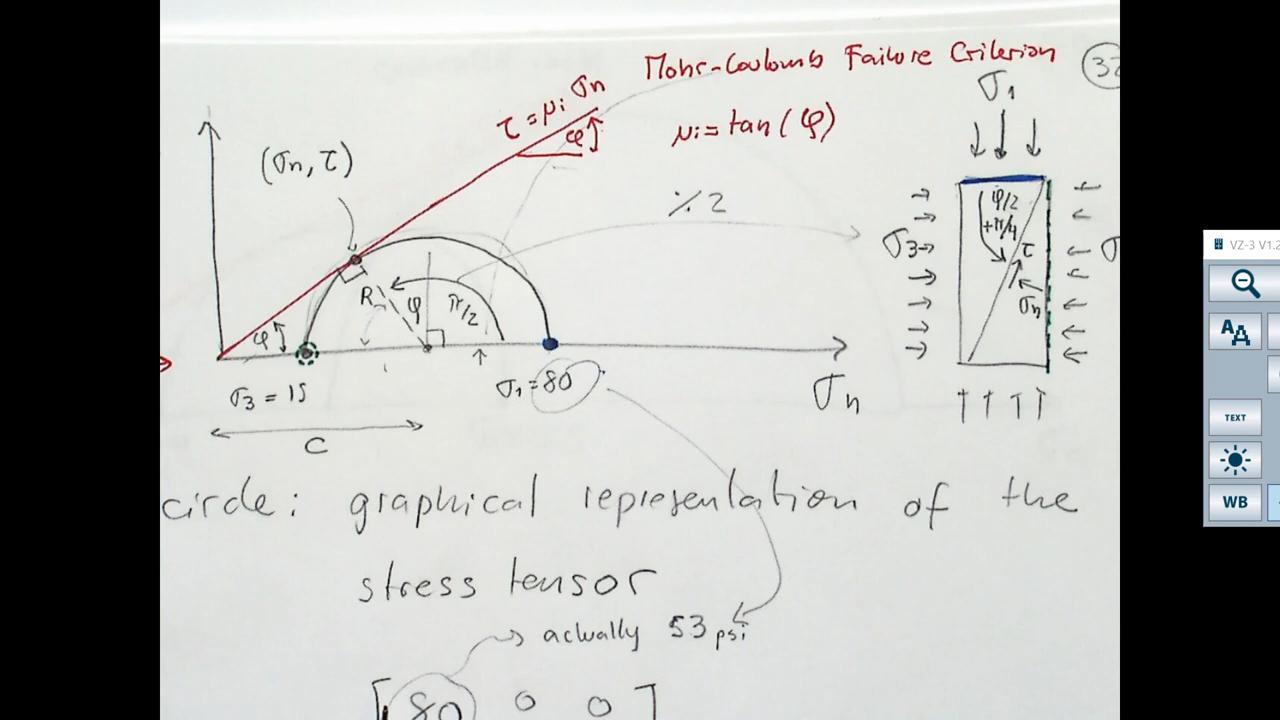 Mohr-Coulomb Failure Criterion
τ = μi σn
φ
μi = tan(φ)
(σn, τ)
% 2
R
φ
π/2
φ
σ3 = 15
σ1 = 80
σn
C
σ1
σ3
φ/2
+π/4
τ
σn
σ
circle: graphical representation of the
stress tensor
actually 53 psi
80 0 0
VZ-3 V1.2
AA
TEXT
WB